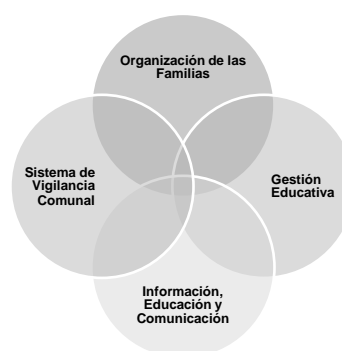 Organización de las
Familias
Sistema de
Vigilancia
Comunal
Gestión
Educativa
Información,
Educación y
Comunicación